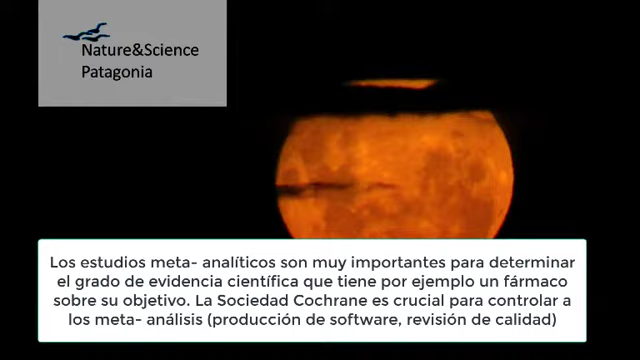 Nature&Science
Patagonia
Los estudios meta- analíticos son muy importantes para determinar
el grado de evidencia científica que tiene por ejemplo un fármaco
sobre su objetivo. La Sociedad Cochrane es crucial para controlar a
los meta- análisis (producción de software, revisión de calidad)